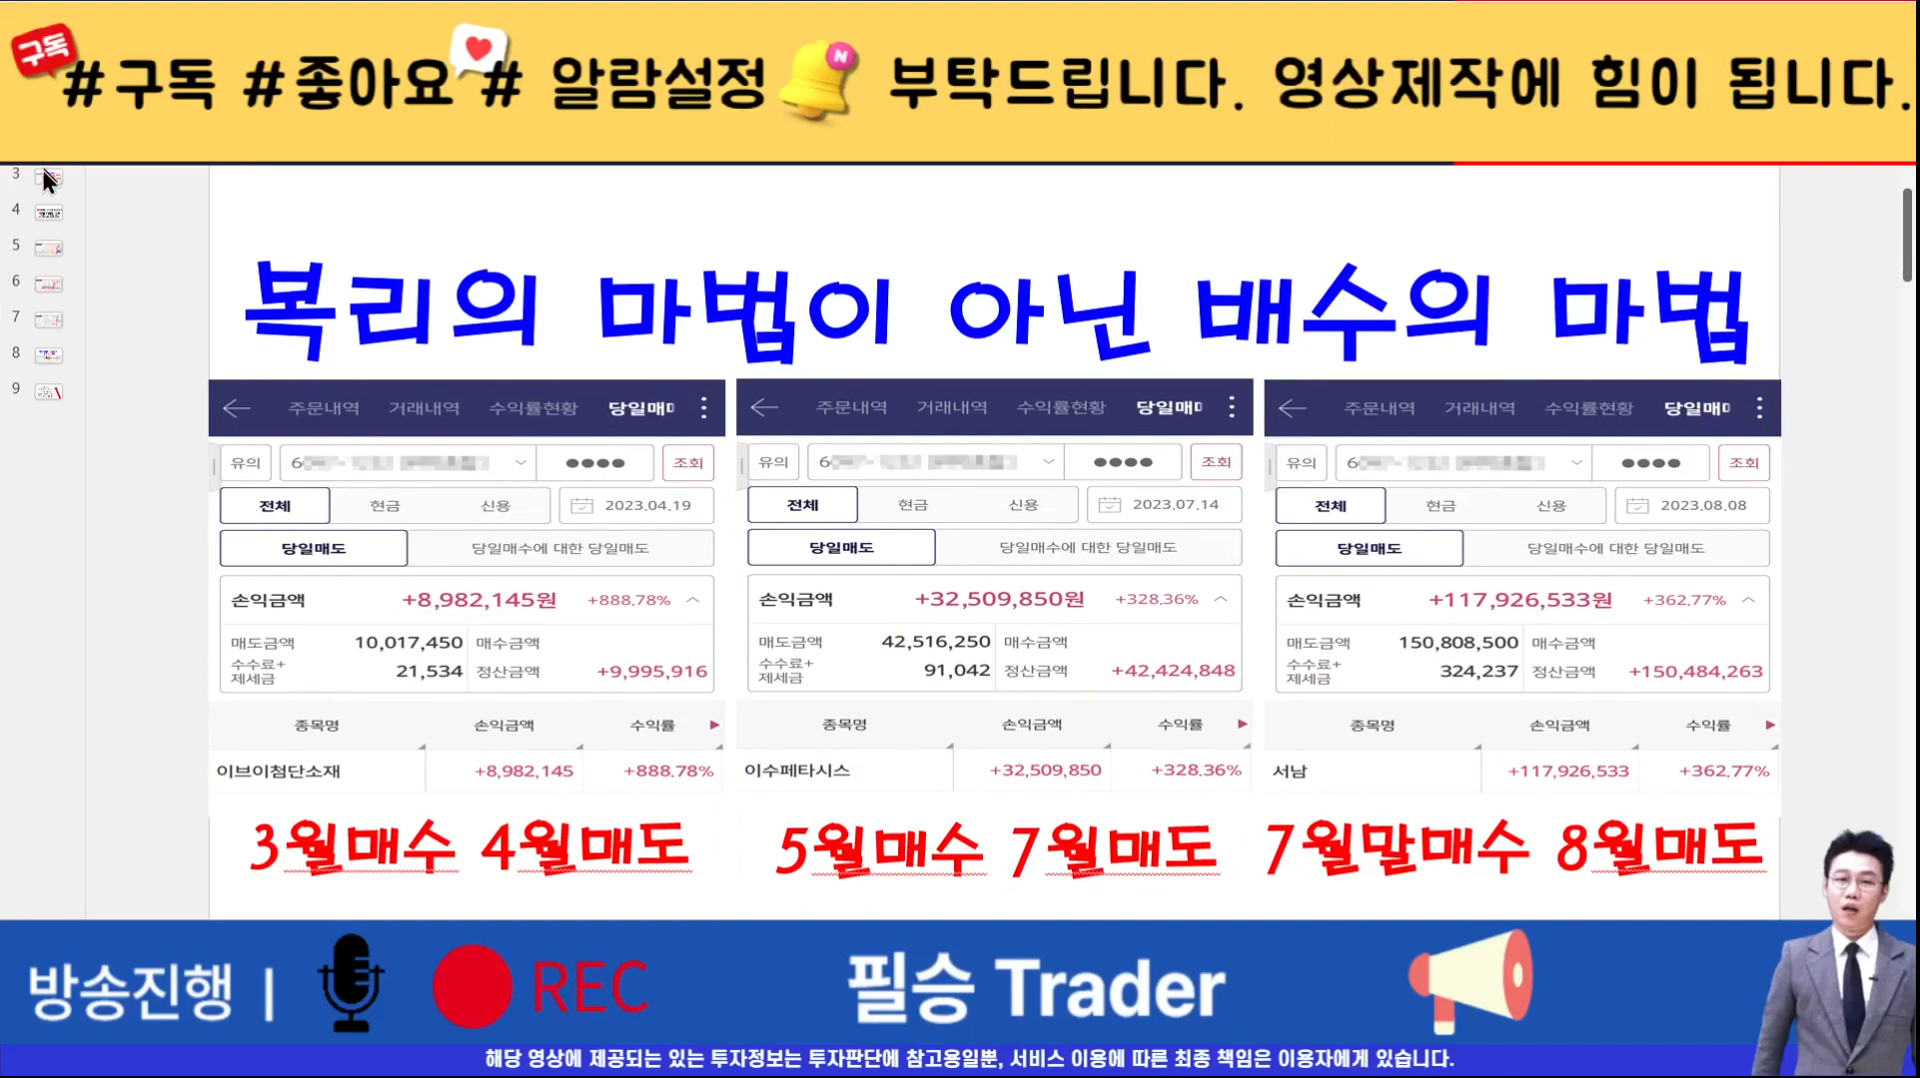 구독
#구독 #좋아요 # 알람설정 N 부탁드립니다. 영상제작에 힘이 됩니다.
3
4
5
6
7
8
9
복리의 마법이 아닌 배수의 마법
주문내역 거래내역 수익률현황 당일매
유의 6 ●●●● 조회
전체 현금 신용 2023.04.19
당일매도 당일매수에 대한 당일매도
손익금액 +8,982,145원 +888.78%
매도금액 10,017,450 매수금액
수수료+
제세금 21,534 정산금액 +9,995,916
종목명 손익금액 수익률
이브이첨단소재 +8,982,145 +888.78%
3월매수 4월매도
주문내역 거래내역 수익률현황 당일매
유의 6 ●●●● 조회
전체 현금 신용 2023.07.14
당일매도 당일매수에 대한 당일매도
손익금액 +32,509,850원 +328.36%
매도금액 42,516,250 매수금액
수수료+
제세금 91,042 정산금액 +42,424,848
종목명 손익금액 수익률
이수페타시스 +32,509,850 +328.36%
5월매수 7월매도
주문내역 거래내역 수익률현황 당일매
유의 6 ●●●● 조회
전체 현금 신용 2023.08.08
당일매도 당일매수에 대한 당일매도
손익금액 +117,926,533원 +362.77%
매도금액 150,808,500 매수금액
수수료+
제세금 324,237 정산금액 +150,484,263
종목명 손익금액 수익률
서남 +117,926,533 +362.77%
7월말매수 8월매도
방송진행 | REC 필승 Trader
해당 영상에 제공되는 있는 투자정보는 투자판단에 참고용일뿐, 서비스 이용에 따른 최종 책임은 이용자에게 있습니다.